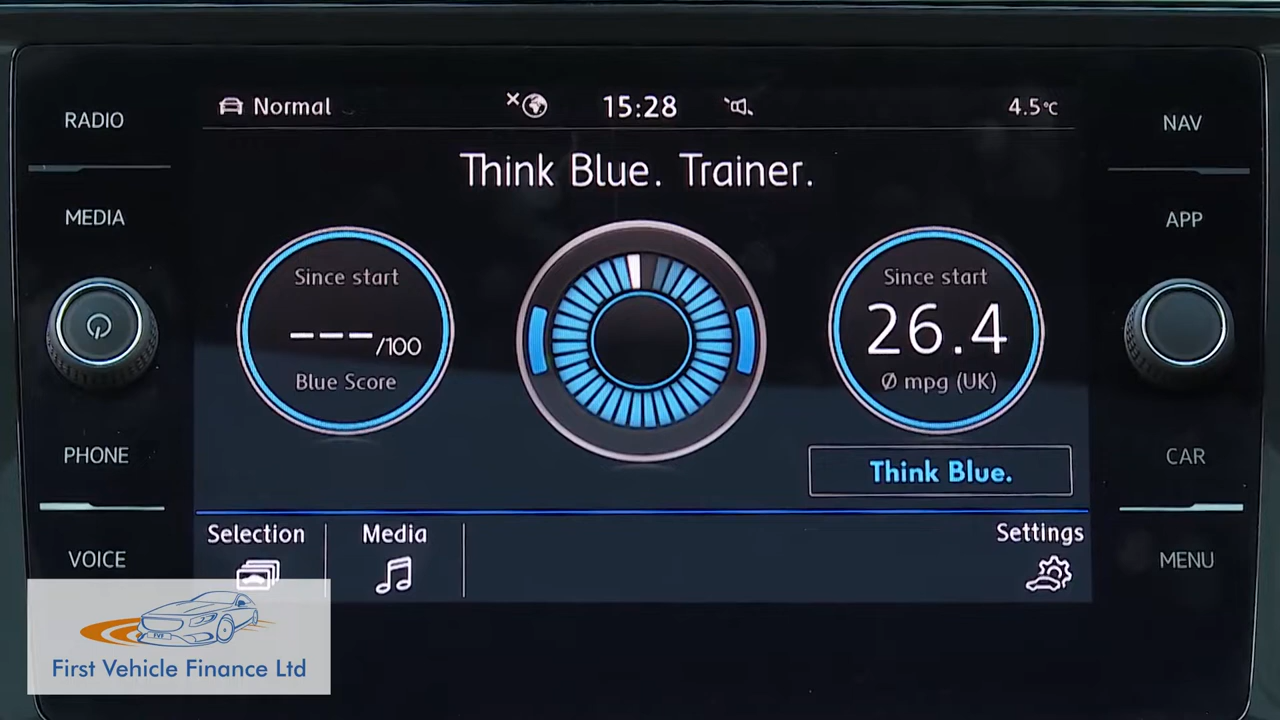 RADIO
MEDIA
PHONE
VOICE
Normal
15:28
4.5°C
Think Blue. Trainer.
Since start
---/100
Blue Score
Since start
26.4
Ø mpg (UK)
Think Blue.
Selection
Media
Settings
NAV
APP
CAR
MENU
First Vehicle Finance Ltd